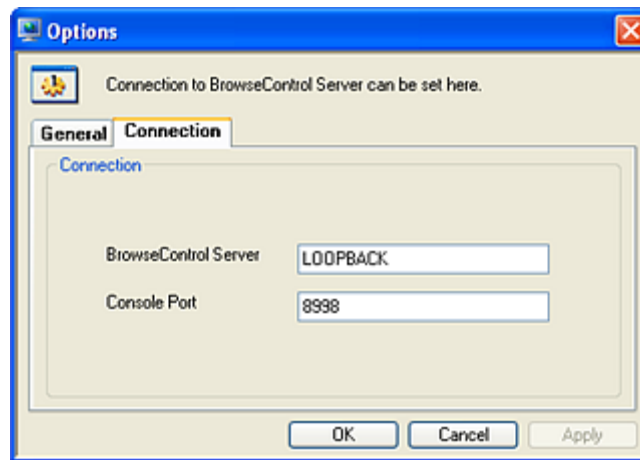 Options
Connection to BrowseControl Server can be set here.
General Connection
Connection
BrowseControl Server LOOPBACK
Console Port 8998
OK Cancel Apply